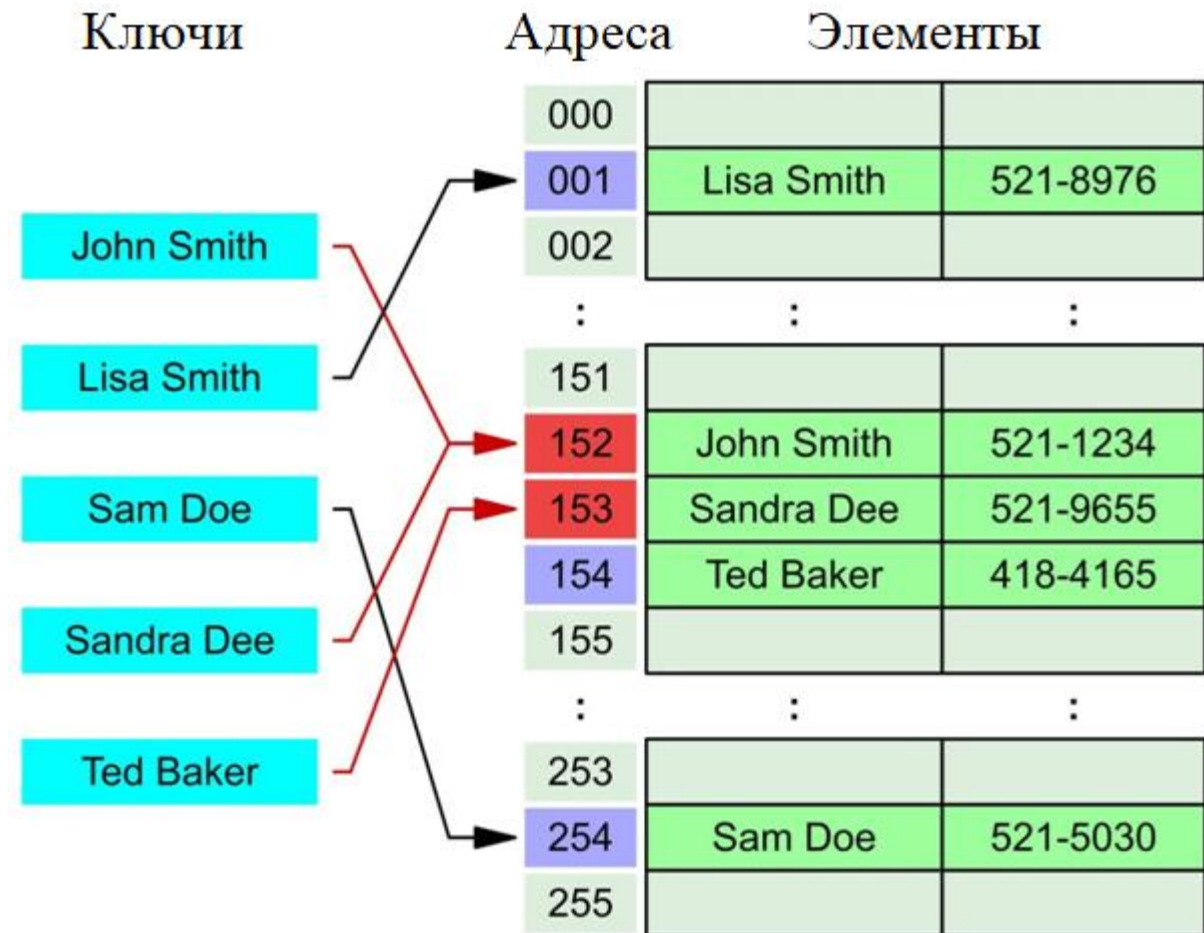 Ключи Адреса Элементы
000
001 Lisa Smith 521-8976
John Smith 002
: : :
Lisa Smith 151
152 John Smith 521-1234
Sam Doe 153 Sandra Dee 521-9655
154 Ted Baker 418-4165
Sandra Dee 155
: : :
Ted Baker 253
254 Sam Doe 521-5030
255